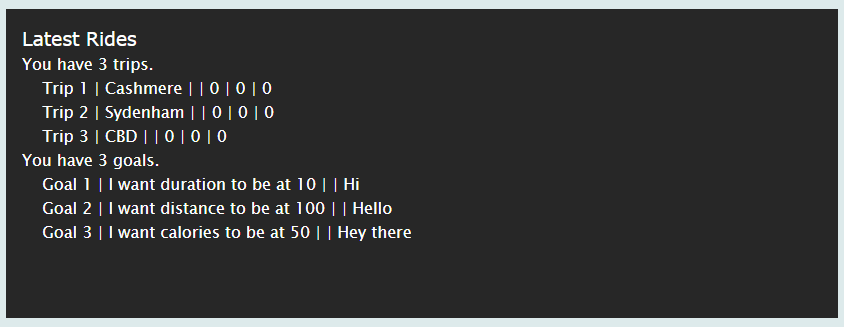 Latest Rides
You have 3 trips.
Trip 1 | Cashmere | | 0 | 0 | 0
Trip 2 | Sydenham | | 0 | 0 | 0
Trip 3 | CBD | | 0 | 0 | 0
You have 3 goals.
Goal 1 | I want duration to be at 10 | | Hi
Goal 2 | I want distance to be at 100 | | Hello
Goal 3 | I want calories to be at 50 | | Hey there